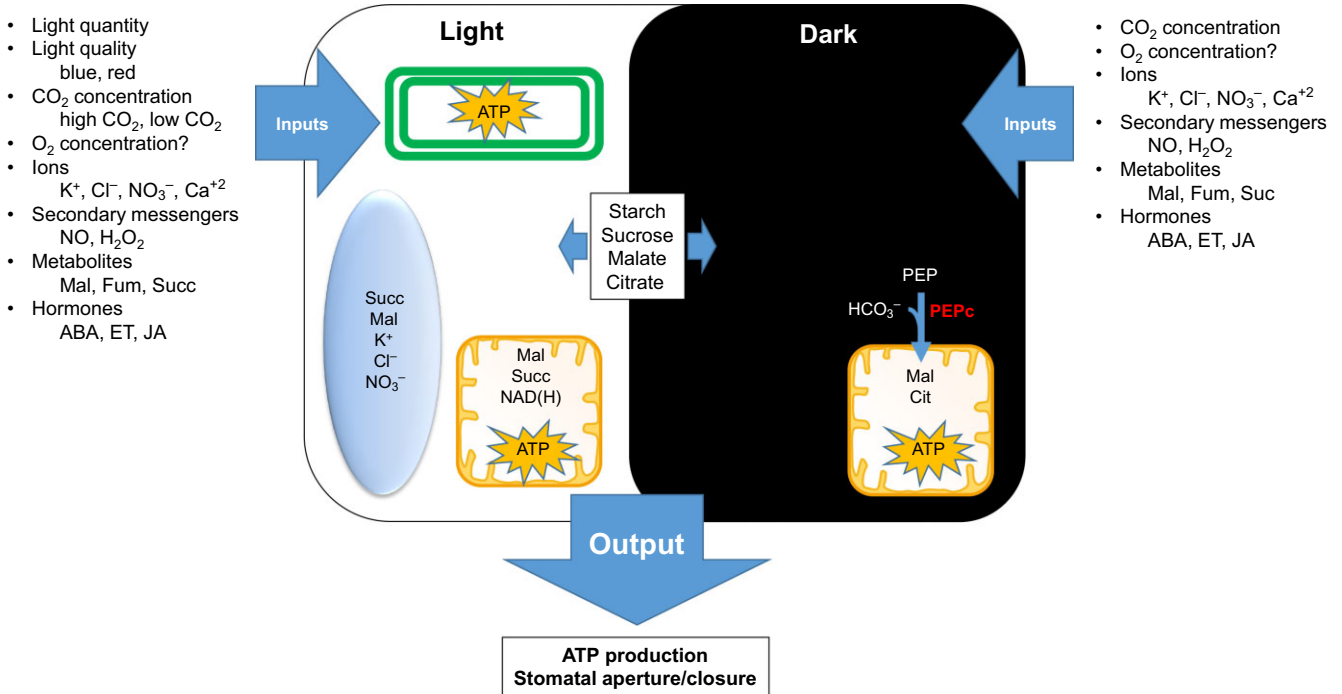 • Light quantity
• Light quality
blue, red
• CO₂ concentration
high CO₂, low CO₂
• O₂ concentration?
• Ions
K⁺, Cl⁻, NO₃⁻, Ca⁺²
• Secondary messengers
NO, H₂O₂
• Metabolites
Mal, Fum, Succ
• Hormones
ABA, ET, JA
Inputs
Light
ATP
Succ
Mal
K⁺
Cl⁻
NO₃⁻
Mal
Succ
NAD(H)
ATP
Starch
Sucrose
Malate
Citrate
Dark
PEP
HCO₃⁻
PEPc
Mal
Cit
ATP
Inputs
• CO₂ concentration
• O₂ concentration?
• Ions
K⁺, Cl⁻, NO₃⁻, Ca⁺²
• Secondary messengers
NO, H₂O₂
• Metabolites
Mal, Fum, Suc
• Hormones
ABA, ET, JA
Output
ATP production
Stomatal aperture/closure